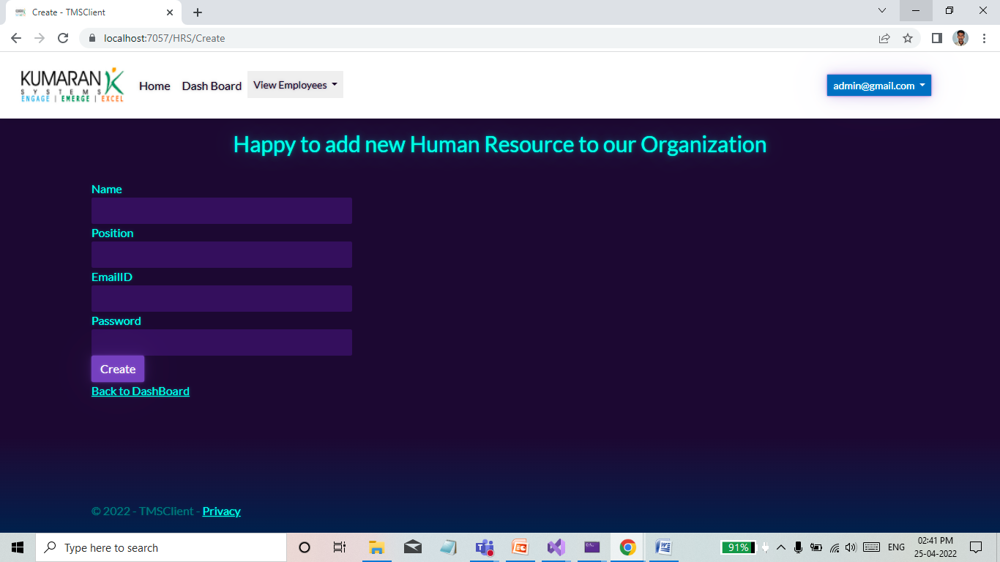 Create - TMSClient
localhost:7057/HRS/Create
KUMARAN
SYSTEMS
ENGAGE | EMERGE | EXCEL
Home
Dash Board
View Employees
admin@gmail.com
Happy to add new Human Resource to our Organization
Name
Position
EmailID
Password
Create
Back to DashBoard
© 2022 - TMSClient - Privacy
Type here to search
91%
ENG
02:41 PM
25-04-2022